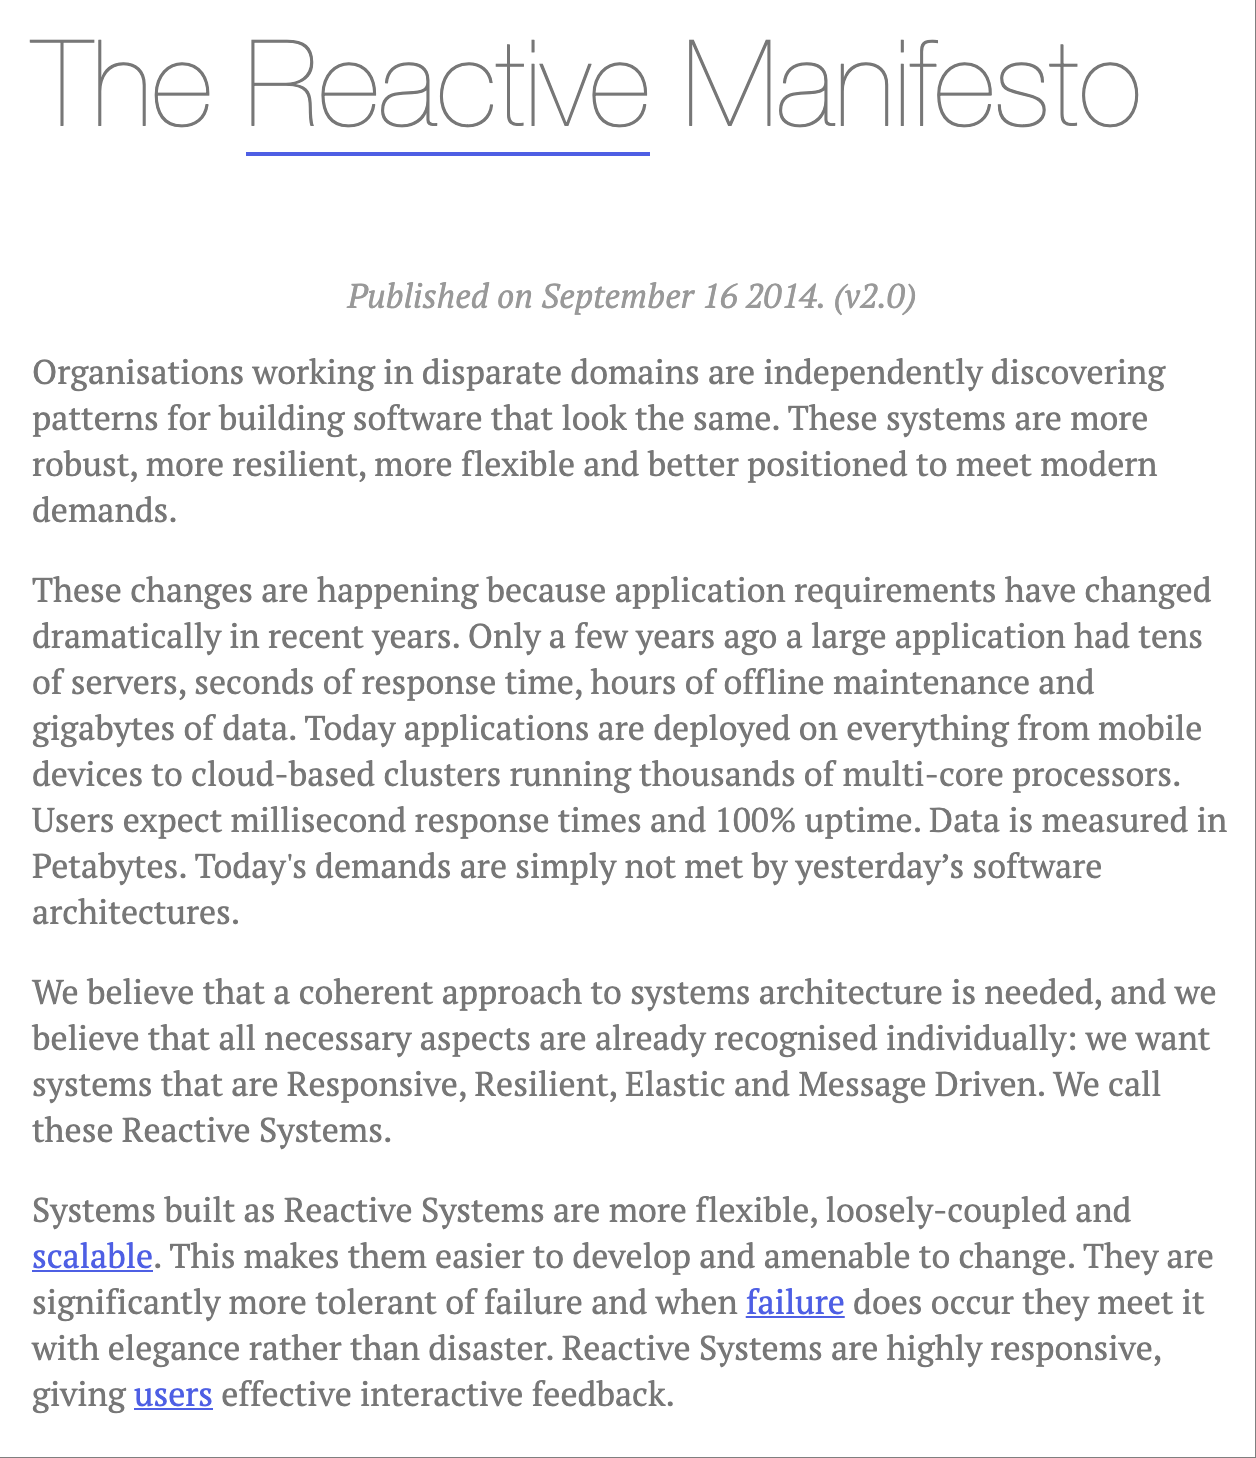 The Reactive Manifesto
Published on September 16 2014. (v2.0)
Organisations working in disparate domains are independently discovering
patterns for building software that look the same. These systems are more
robust, more resilient, more flexible and better positioned to meet modern
demands.
These changes are happening because application requirements have changed
dramatically in recent years. Only a few years ago a large application had tens
of servers, seconds of response time, hours of offline maintenance and
gigabytes of data. Today applications are deployed on everything from mobile
devices to cloud-based clusters running thousands of multi-core processors.
Users expect millisecond response times and 100% uptime. Data is measured in
Petabytes. Today's demands are simply not met by yesterday’s software
architectures.
We believe that a coherent approach to systems architecture is needed, and we
believe that all necessary aspects are already recognised individually: we want
systems that are Responsive, Resilient, Elastic and Message Driven. We call
these Reactive Systems.
Systems built as Reactive Systems are more flexible, loosely-coupled and
scalable. This makes them easier to develop and amenable to change. They are
significantly more tolerant of failure and when failure does occur they meet it
with elegance rather than disaster. Reactive Systems are highly responsive,
giving users effective interactive feedback.